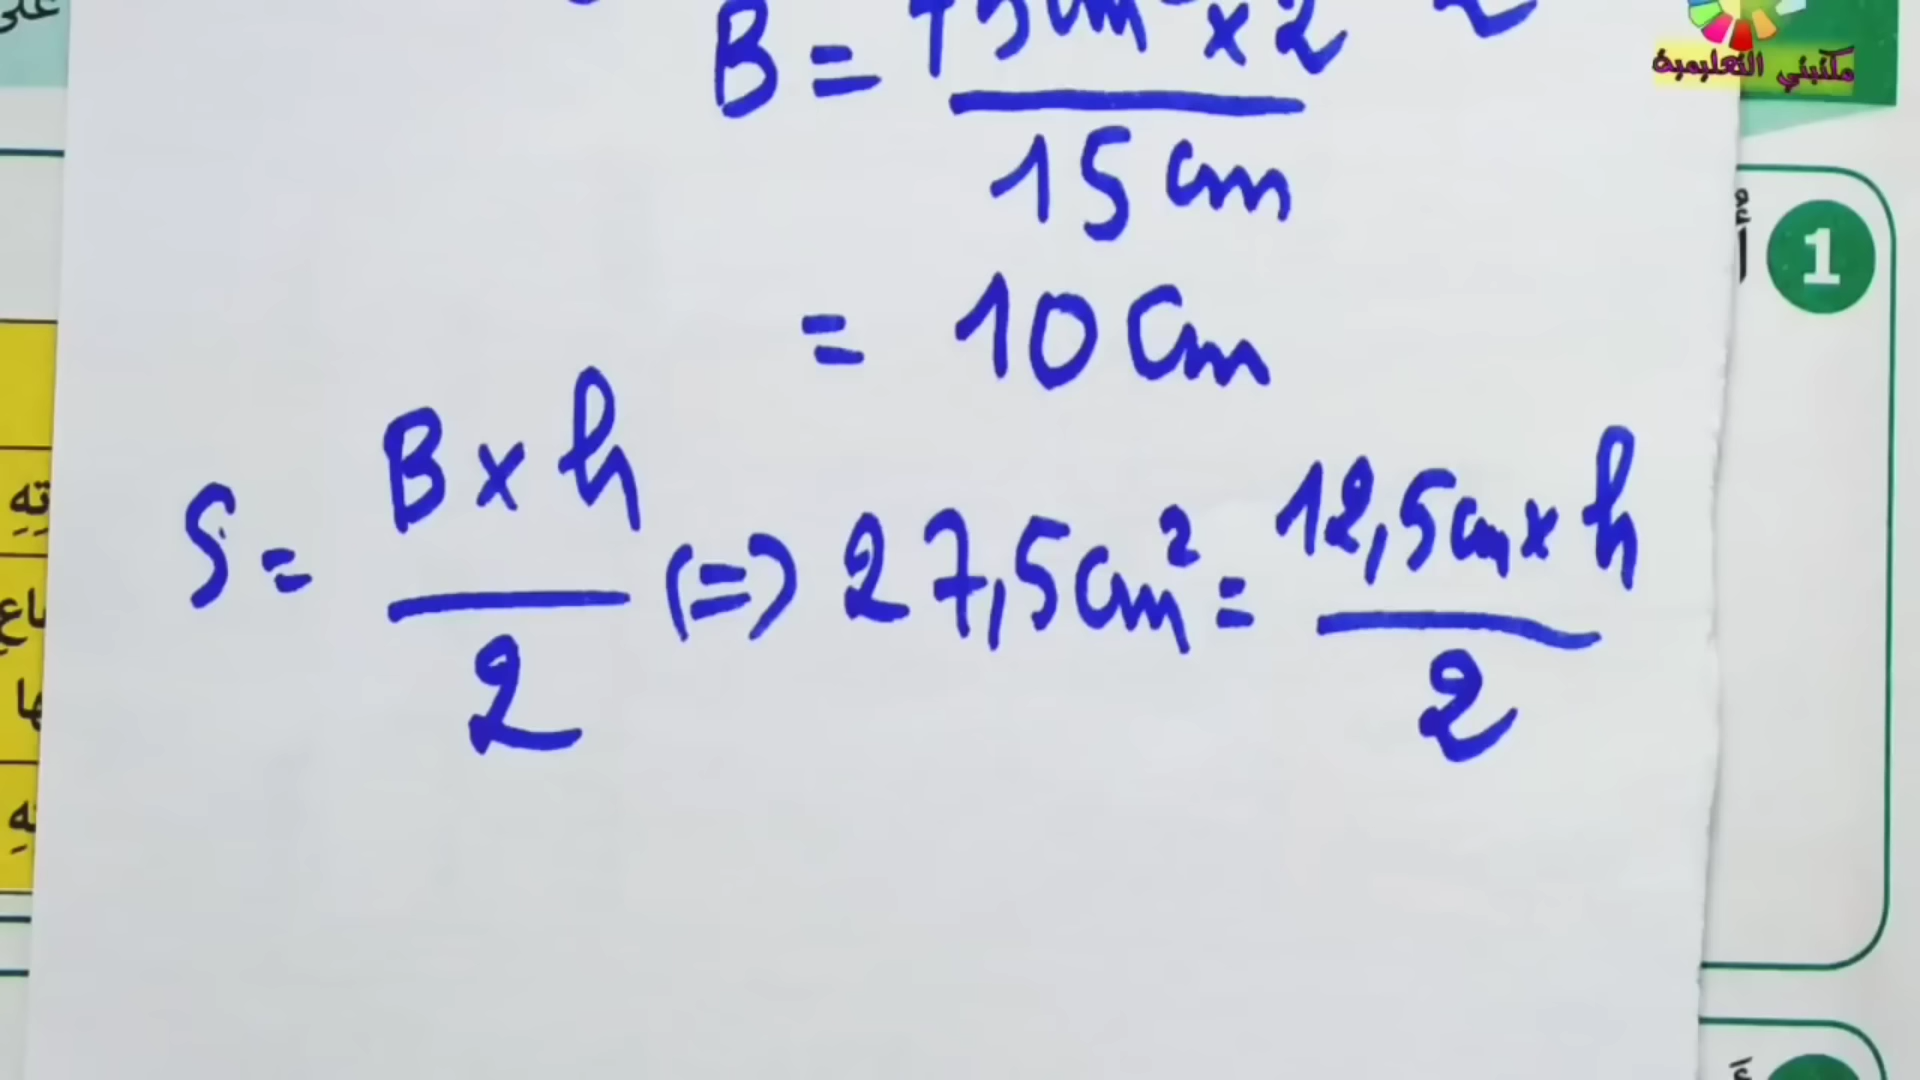 B = 75cm² × 2
15 cm
= 10 cm
S = B × h / 2 (=) 27,5cm² = 12,5cm × h / 2
مكتبتي التعليمية
1